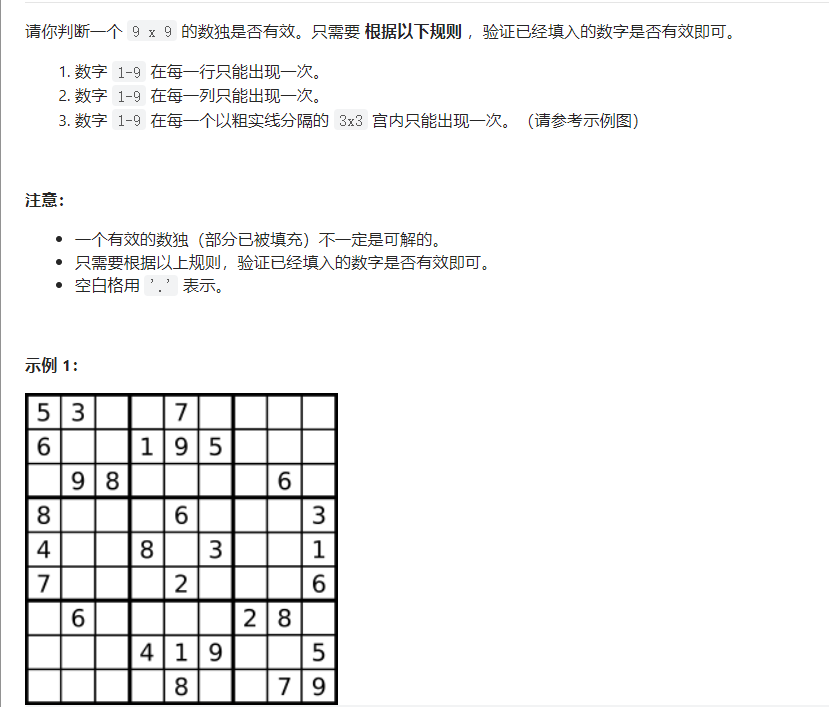 请你判断一个 9 x 9 的数独是否有效。只需要 根据以下规则 ，验证已经填入的数字是否有效即可。
1. 数字 1-9 在每一行只能出现一次。
2. 数字 1-9 在每一列只能出现一次。
3. 数字 1-9 在每一个以粗实线分隔的 3x3 宫内只能出现一次。（请参考示例图）
注意：
• 一个有效的数独（部分已被填充）不一定是可解的。
• 只需要根据以上规则，验证已经填入的数字是否有效即可。
• 空白格用 '.' 表示。
示例 1：
5 3 7
6 1 9 5
9 8 6
8 6 3
4 8 3 1
7 2 6
6 2 8
4 1 9 5
8 7 9